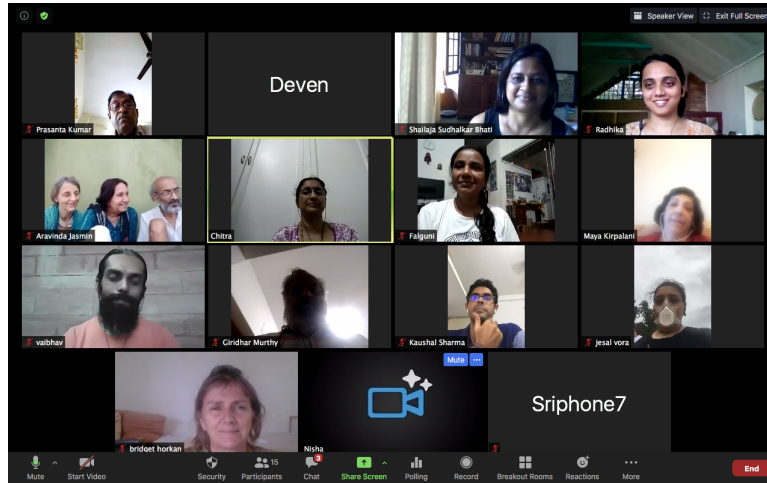 Speaker View
Exit Full Screen
Prasanta Kumar
Deven
Shailaja Sudhalkar Bhati
Radhika
Aravinda Jasmin
Chitra
Falguni
Maya Kirpalani
vaibhav
Giridhar Murthy
Kaushal Sharma
jesal vora
bridget horkan
Mute
Nisha
Sriphone7
Mute
Start Video
Security
15
Participants
3
Chat
Share Screen
Polling
Record
Breakout Rooms
Reactions
More
End